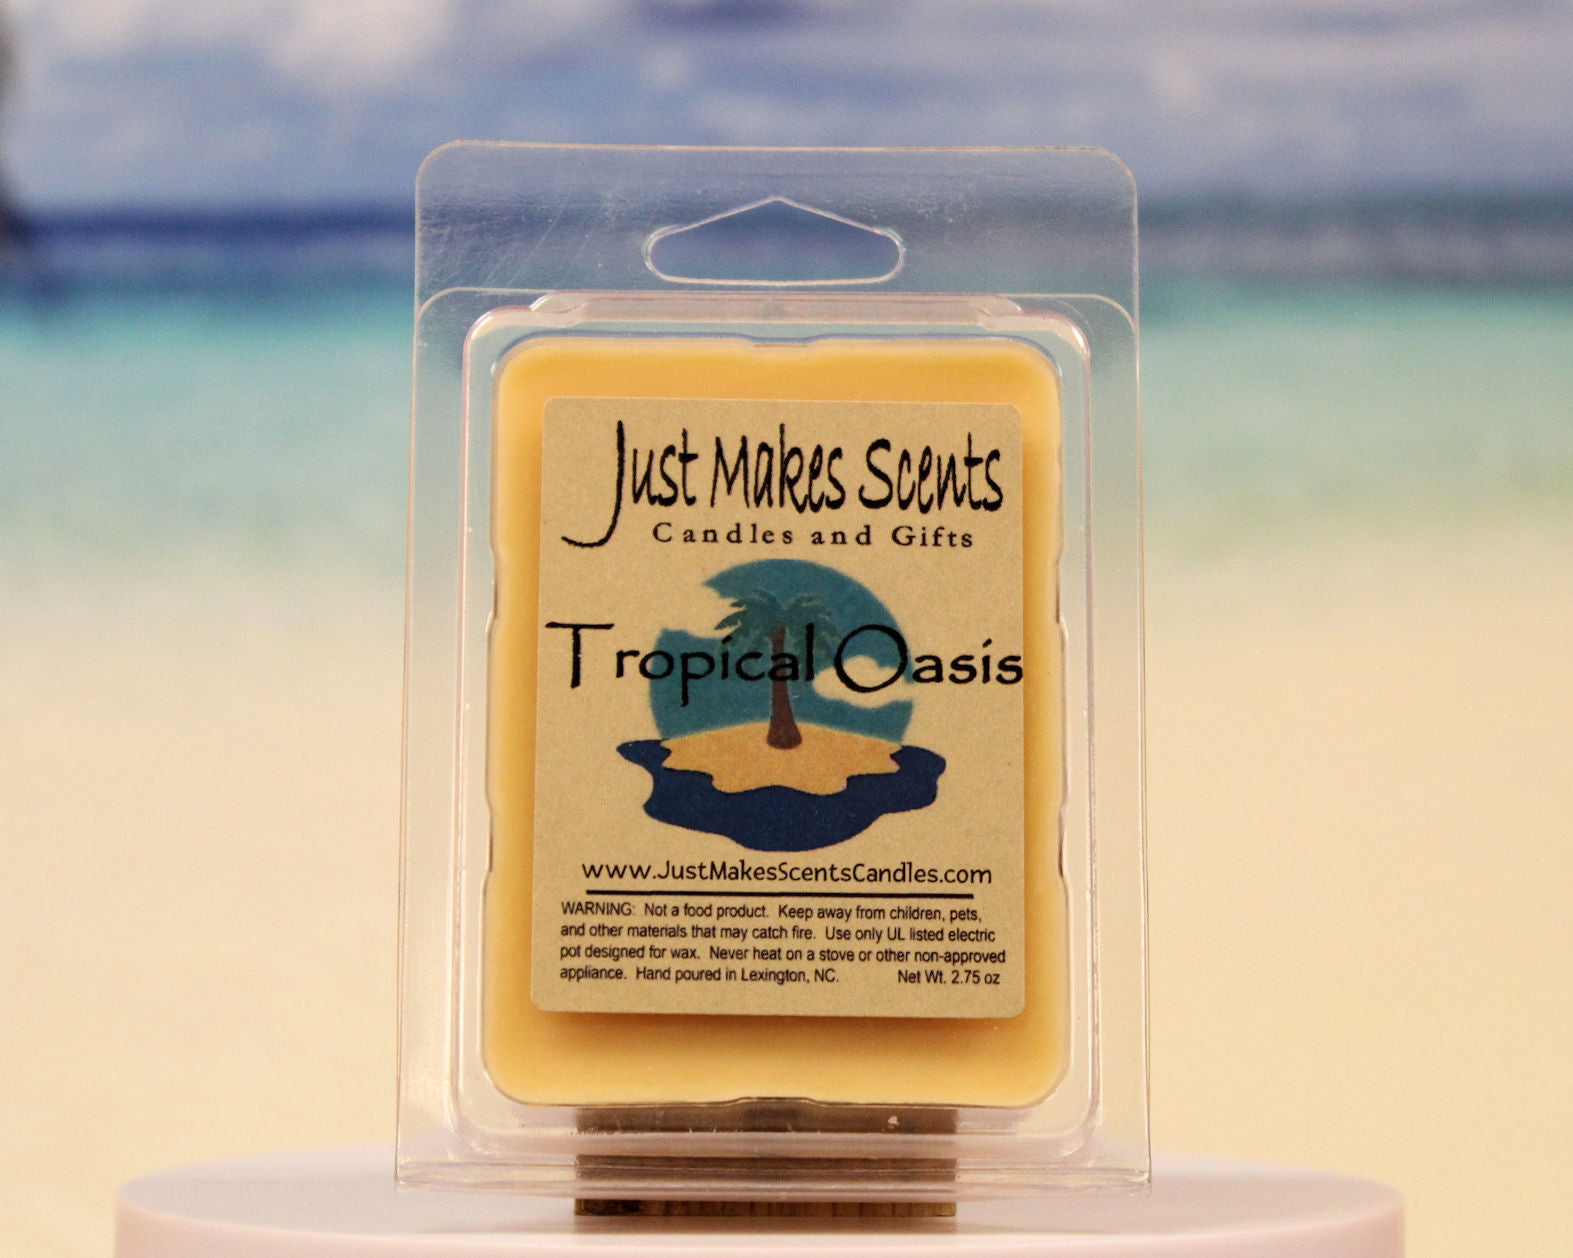 Just Makes Scents
Candles and Gifts
Tropical Oasis
www.JustMakesScentsCandles.com
WARNING: Not a food product. Keep away from children, pets,
and other materials that may catch fire. Use only UL listed electric
pot designed for wax. Never heat on a stove or other non-approved
appliance. Hand poured in Lexington, NC. Net Wt. 2.75 oz